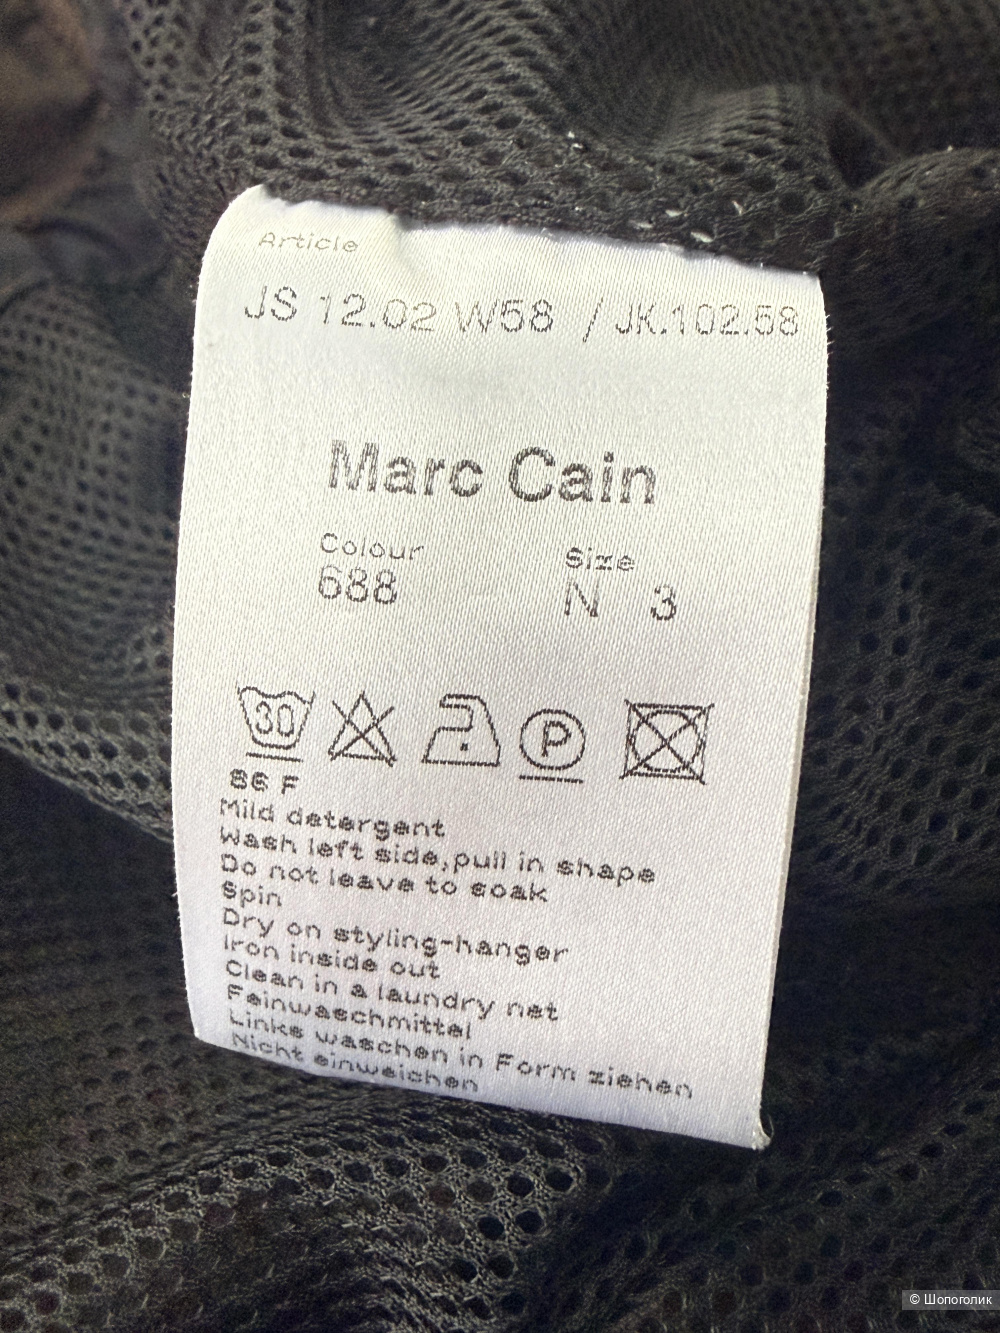 Article
JS 12.02 W58 / JK.102.58
Marc Cain
Colour Size
688 N 3
30 P
86 F
Mild detergent
Wash left side,pull in shape
Do not leave to soak
Spin
Dry on styling-hanger
Iron inside out
Clean in a laundry net
Feinwaschmittel
Links waschen in Form ziehen
Nicht einweichen
© Шопоголик